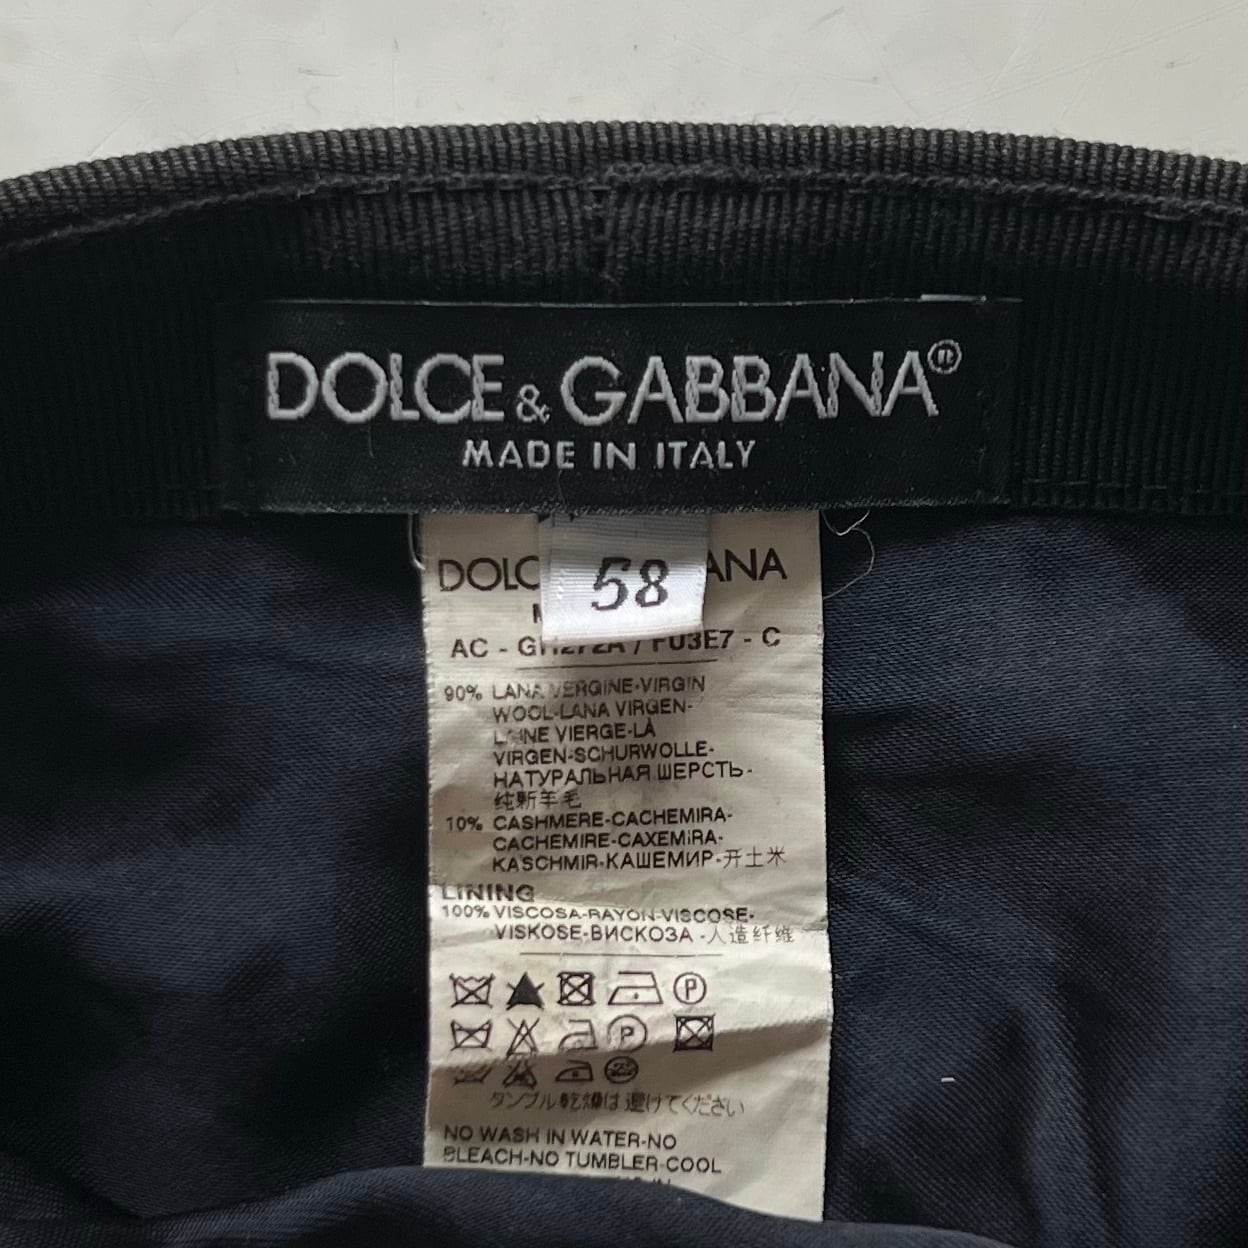 DOLCE & GABBANA®
MADE IN ITALY
58
DOLC ANA
AC - / FU3E7 - C
90% LANA VERGINE-VIRGIN
WOOL-LANA VIRGEN-
LAINE VIERGE-LÀ
VIRGEN-SCHURWOLLE-
НАТУРАЛЬНАЯ ШЕРСТЬ-
纯新羊毛
10% CASHMERE-CACHEMIRA-
CACHEMIRE-CAXEMIRA-
KASCHMIR-КАШЕМИР-开士米
LINING
100% VISCOSA-RAYON-VISCOSE-
VISKOSE-ВИСКОЗА -人造纤维
P
P
タンブル乾燥は避けてください
NO WASH IN WATER-NO
BLEACH-NO TUMBLER-COOL